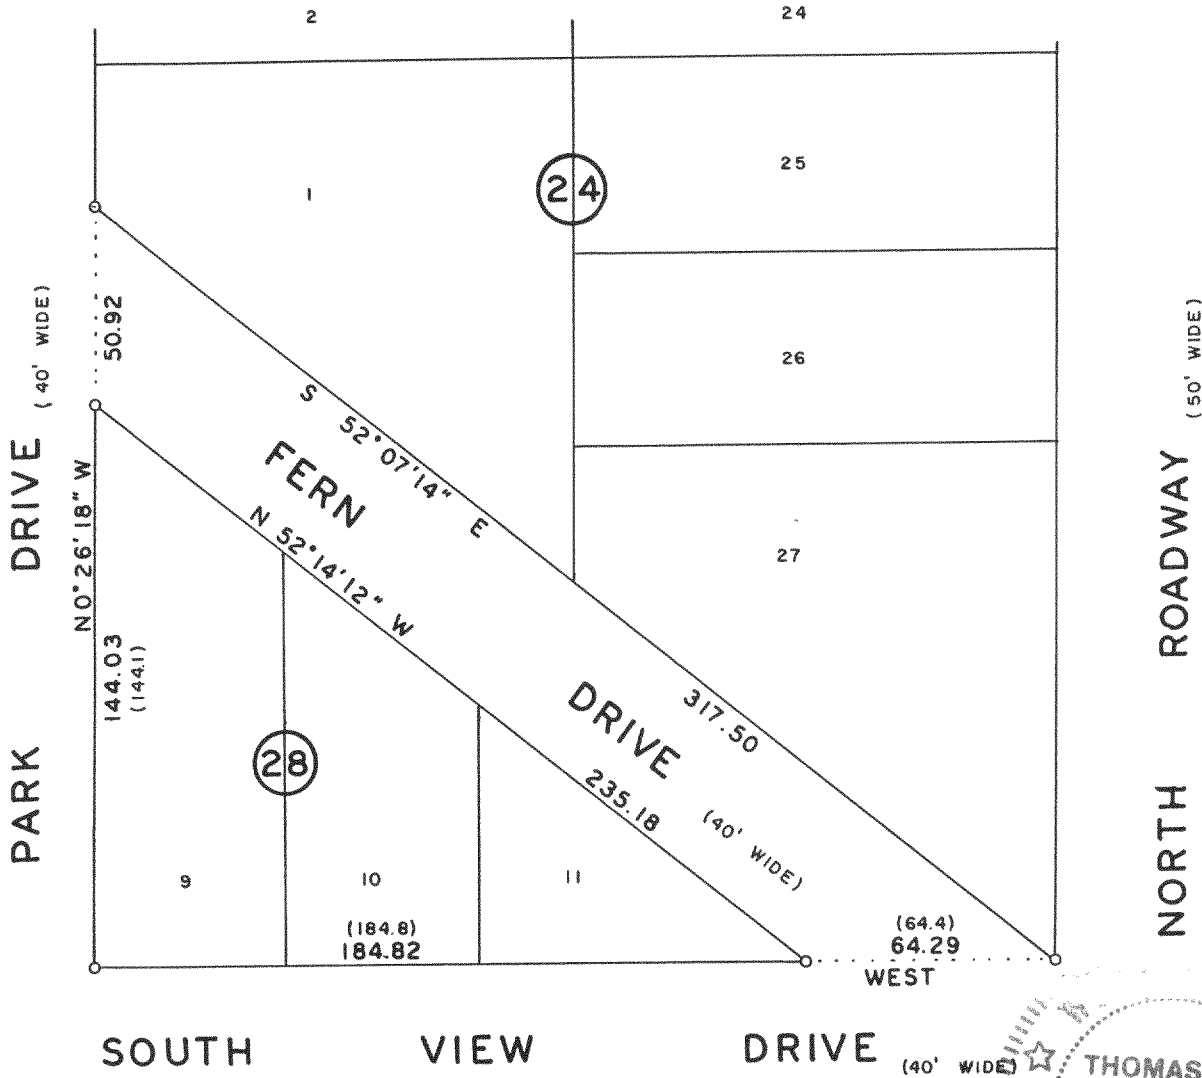 2
24
1
24
25
26
27
50.92
(40' WIDE)
(50' WIDE)
S 52°07'14" E
317.50
FERN DRIVE
(40' WIDE)
N 52°14'12" W
235.18
N0°26'18" W
144.03
(144.1)
PARK DRIVE
NORTH ROADWAY
28
9
10
11
(184.8)
184.82
(64.4)
64.29
WEST
SOUTH VIEW DRIVE (40' WIDE)
THOMAS